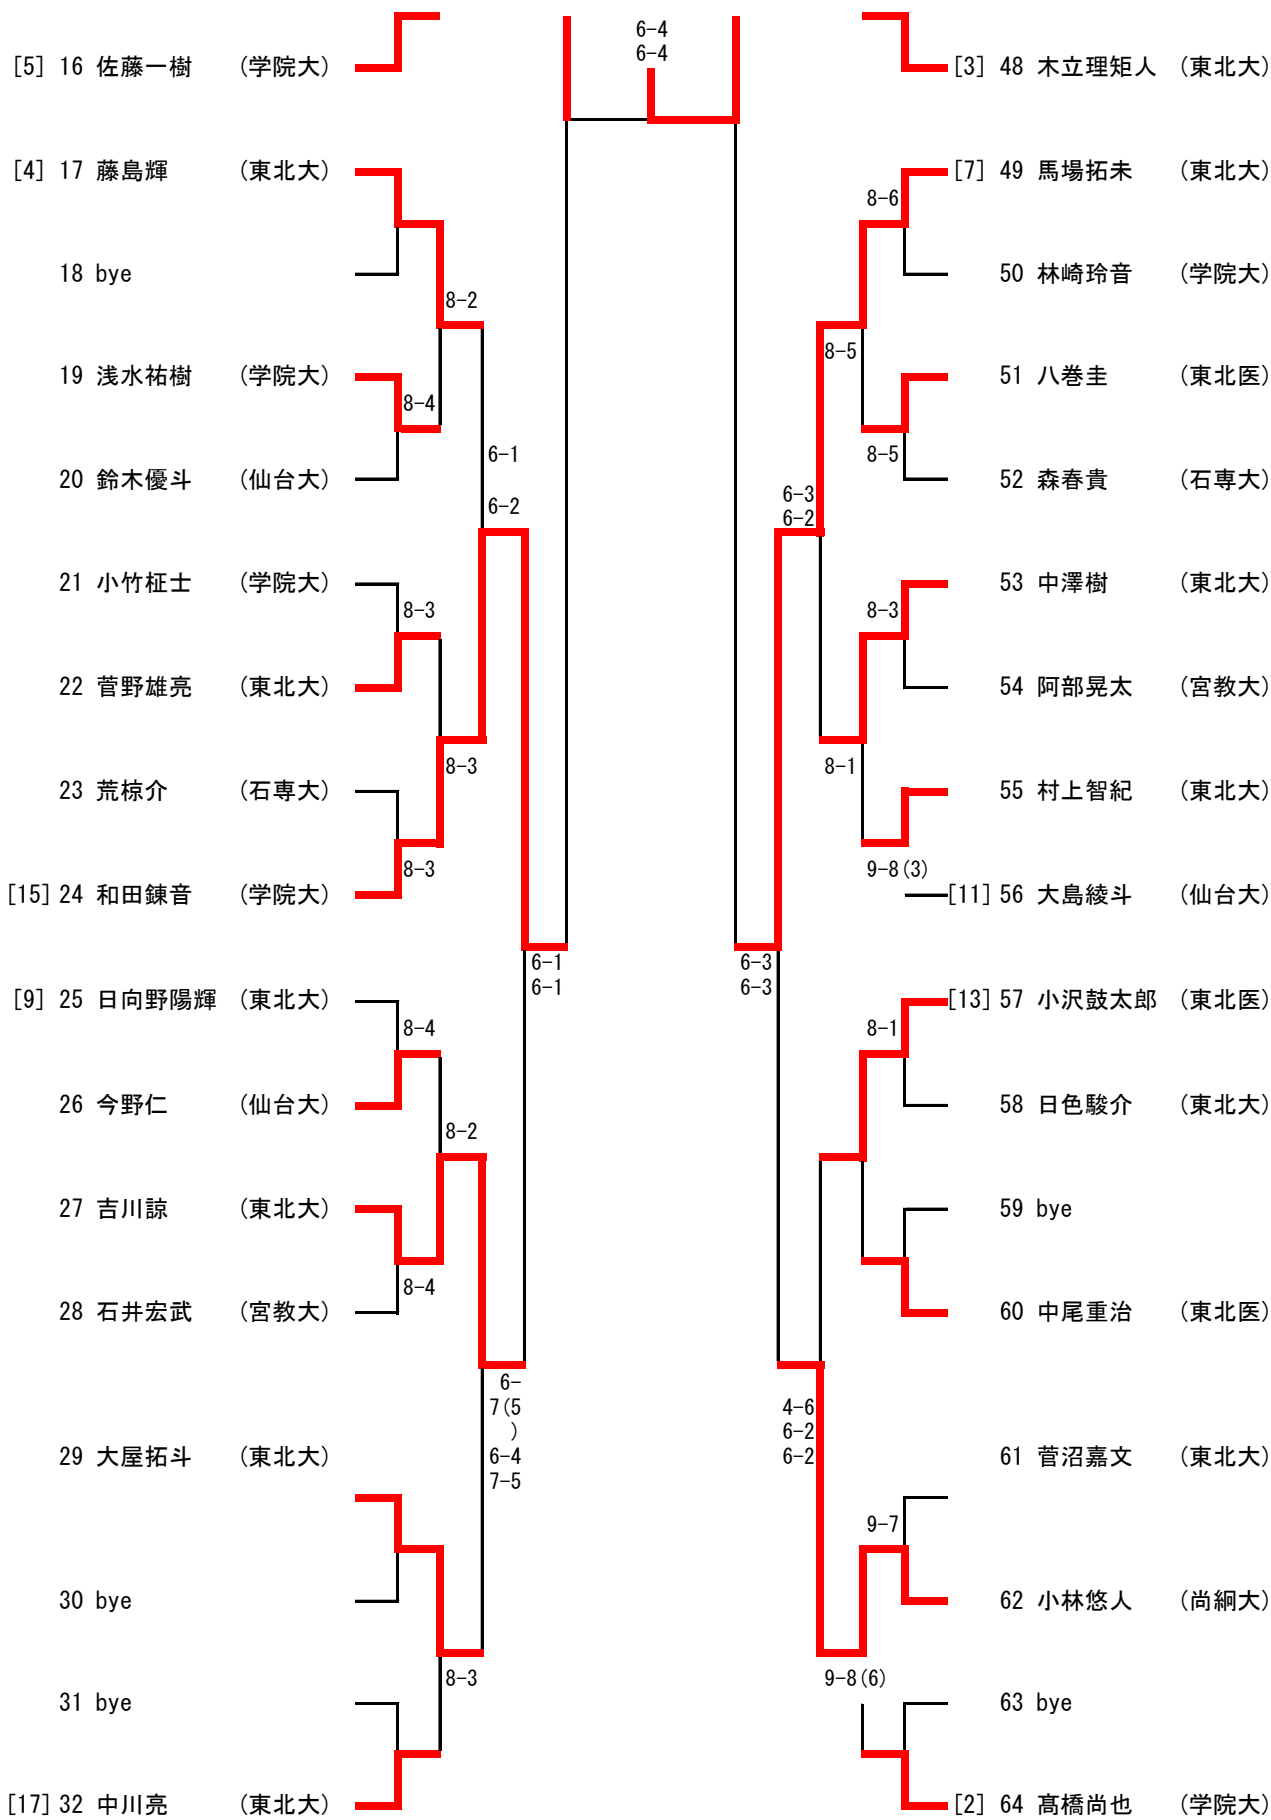 6-4
6-4
[5] 16 佐藤一樹 (学院大)
[4] 17 藤島輝 (東北大)
18 bye
8-2
19 浅水祐樹 (学院大)
8-4
20 鈴木優斗 (仙台大)
6-1
6-2
21 小竹柾士 (学院大)
8-3
22 菅野雄亮 (東北大)
8-3
23 荒椋介 (石専大)
8-3
[15] 24 和田錬音 (学院大)
6-1
6-1
[9] 25 日向野陽輝 (東北大)
8-4
26 今野仁 (仙台大)
8-2
27 吉川諒 (東北大)
8-4
28 石井宏武 (宮教大)
6-
7(5
)
6-4
7-5
29 大屋拓斗 (東北大)
30 bye
8-3
31 bye
[17] 32 中川亮 (東北大)
[3] 48 木立理矩人 (東北大)
[7] 49 馬場拓未 (東北大)
8-6
50 林崎玲音 (学院大)
8-5
51 八巻圭 (東北医)
8-5
52 森春貴 (石専大)
6-3
6-2
53 中澤樹 (東北大)
8-3
54 阿部晃太 (宮教大)
8-1
55 村上智紀 (東北大)
9-8(3)
[11] 56 大島綾斗 (仙台大)
6-3
6-3
[13] 57 小沢鼓太郎 (東北医)
8-1
58 日色駿介 (東北大)
59 bye
60 中尾重治 (東北医)
4-6
6-2
6-2
61 菅沼嘉文 (東北大)
9-7
62 小林悠人 (尚絅大)
9-8(6)
63 bye
[2] 64 髙橋尚也 (学院大)